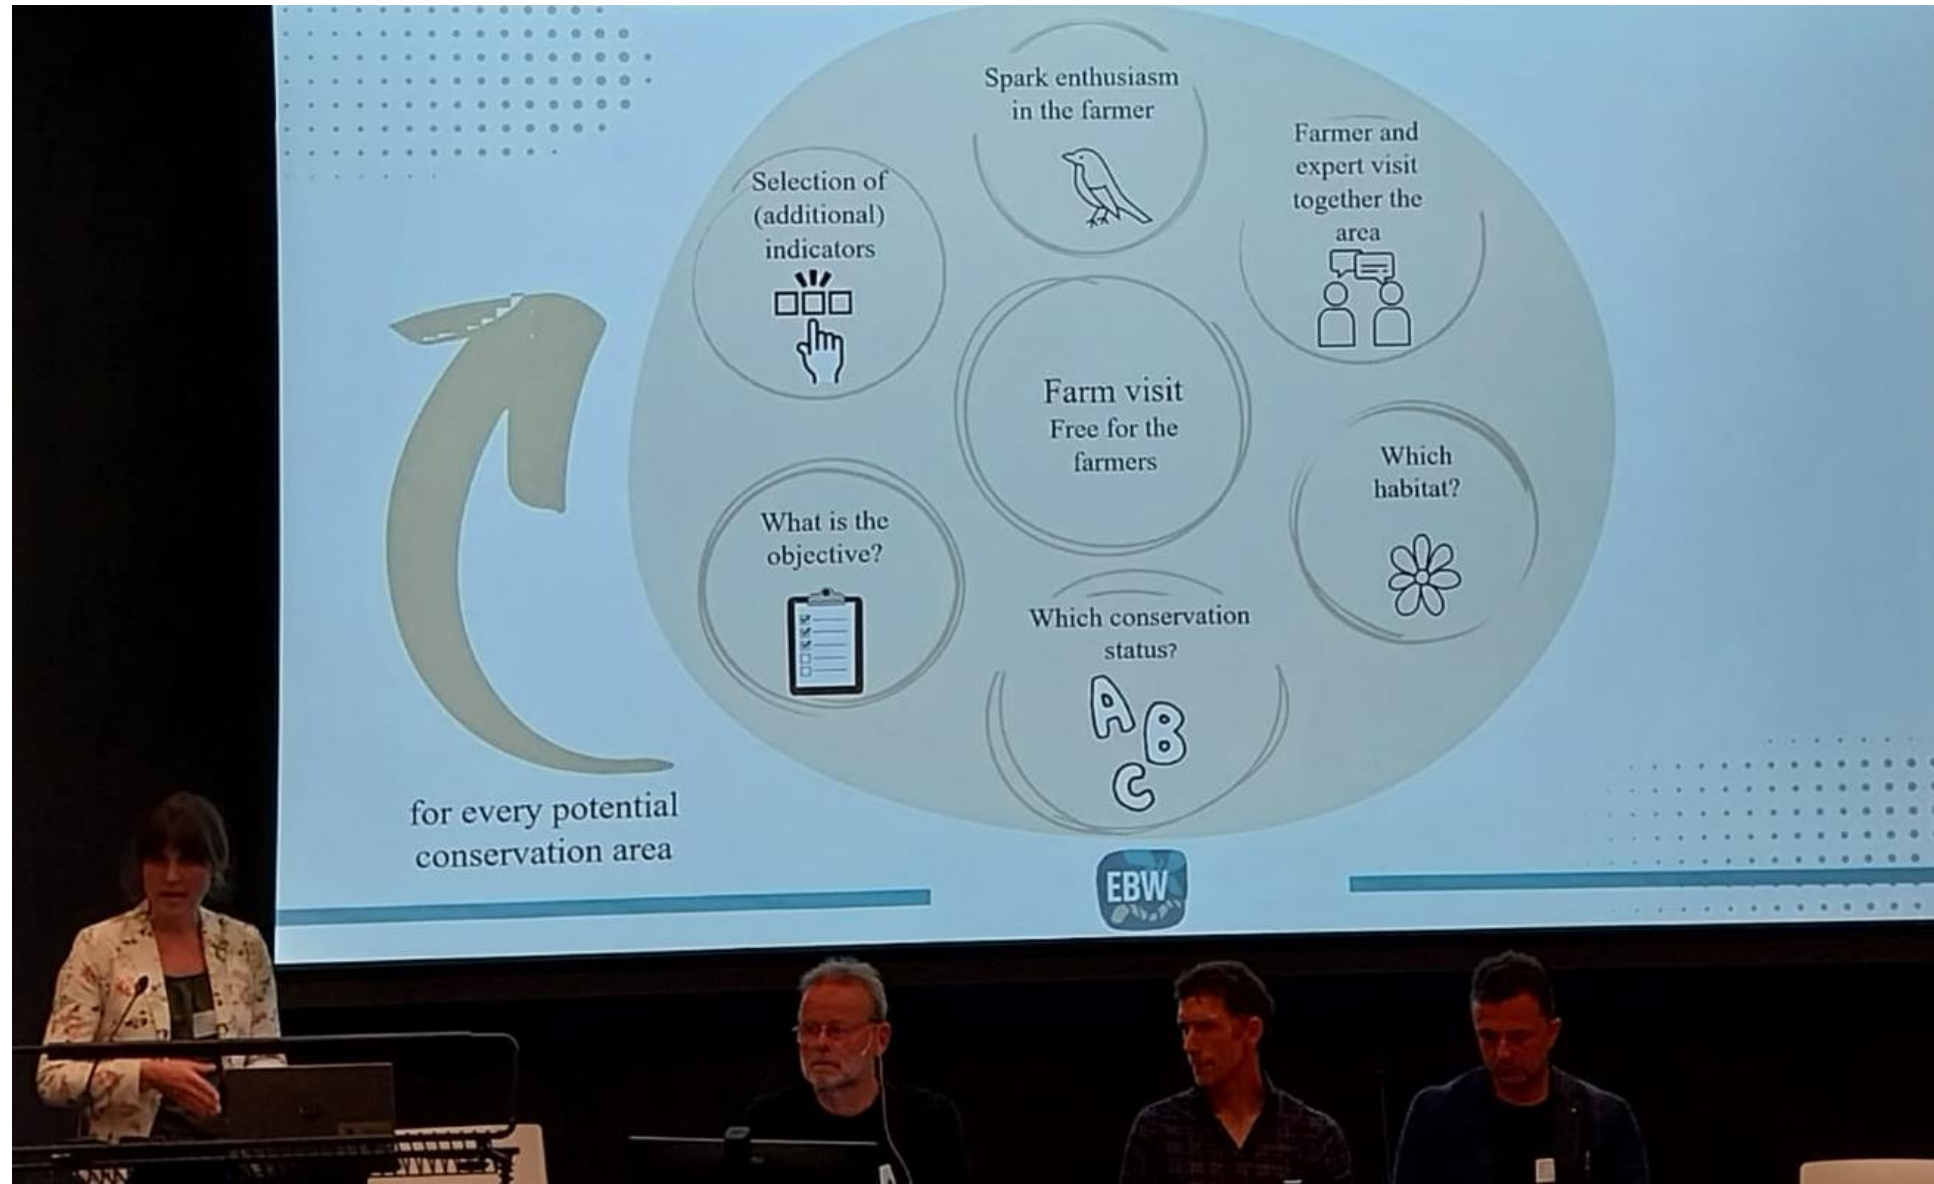 Spark enthusiasm
in the farmer
Farmer and
expert visit
together the
area
Selection of
(additional)
indicators
Farm visit
Free for the
farmers
Which
habitat?
What is the
objective?
Which conservation
status?
A
B
C
for every potential
conservation area
EBW